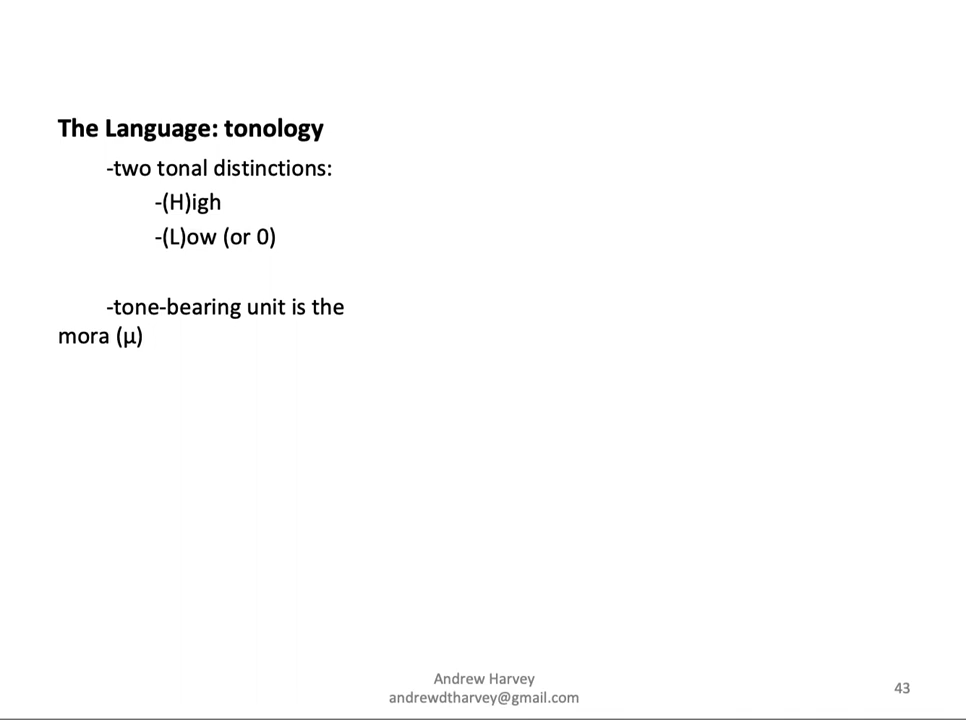 The Language: tonology
-two tonal distinctions:
-(H)igh
-(L)ow (or 0)
-tone-bearing unit is the
mora (μ)
Andrew Harvey
andrewdtharvey@gmail.com
43